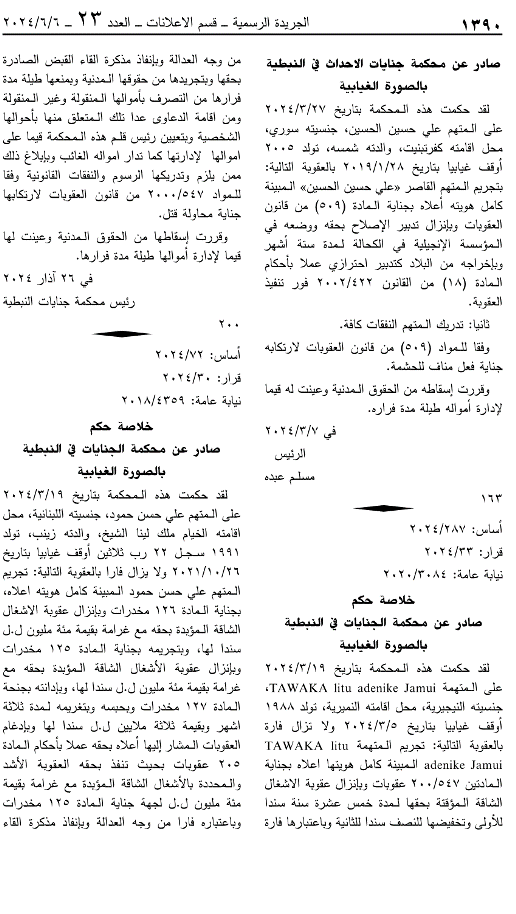 ١٣٩٠
الجريدة الرسمية – قسم الاعلانات – العدد ٢٣ – ٢٠٢٤/٦/٦
صادر عن محكمة جنايات الاحداث في النبطية
بالصورة الغيابية
لقد حكمت هذه المحكمة بتاريخ ٢٠٢٤/٣/٢٧
على المتهم علي حسين الحسين، جنسيته سوري،
محل اقامته كفرتبنيت، والدته شمسه، تولد ٢٠٠٥
أوقف غيابيا بتاريخ ٢٠١٩/١/٢٨ بالعقوبة التالية:
بتجريم المتهم القاصر «علي حسين الحسين» المبينة
كامل هويته أعلاه بجناية المادة (٥٠٩) من قانون
العقوبات وبإنزال تدبير الإصلاح بحقه ووضعه في
المؤسسة الإنجيلية في الكحالة لمدة ستة أشهر
وبإخراجه من البلاد كتدبير احترازي عملا بأحكام
المادة (١٨) من القانون ٢٠٠٢/٤٢٢ فور تنفيذ
العقوبة.
ثانيا: تدريك المتهم النفقات كافة.
وفقا للمواد (٥٠٩) من قانون العقوبات لارتكابه
جناية فعل مناف للحشمة.
وقررت إسقاطه من الحقوق المدنية وعينت له قيما
لإدارة أمواله طيلة مدة فراره.
في ٢٠٢٤/٣/٧
الرئيس
مسلم عبده
١٦٣
أساس: ٢٠٢٤/٢٨٧
قرار: ٢٠٢٤/٣٣
نيابة عامة: ٢٠٢٠/٣٠٨٤
خلاصة حكم
صادر عن محكمة الجنايات في النبطية
بالصورة الغيابية
لقد حكمت هذه المحكمة بتاريخ ٢٠٢٤/٣/١٩
على المتهمة TAWAKA litu adenike Jamui،
جنسيته النيجيرية، محل اقامته النميرية، تولد ١٩٨٨
أوقف غيابيا بتاريخ ٢٠٢٤/٣/٥ ولا تزال فارة
بالعقوبة التالية: تجريم المتهمة TAWAKA litu
adenike Jamui المبينة كامل هوينها اعلاه بجناية
المادتين ٢٠٠/٥٤٧ عقوبات وبإنزال عقوبة الاشغال
الشاقة المؤقتة بحقها لمدة خمس عشرة سنة سندا
للأولى وتخفيضها للنصف سندا للثانية وباعتبارها فارة
من وجه العدالة وبإنفاذ مذكرة القاء القبض الصادرة
بحقها وبتجريدها من حقوقها المدنية وبمنعها طيلة مدة
فرارها من التصرف بأموالها المنقولة وغير المنقولة
ومن اقامة الدعاوى عدا تلك المتعلق منها بأحوالها
الشخصية وبتعيين رئيس قلم هذه المحكمة قيما على
اموالها لإدارتها كما تدار امواله الغائب وبإبلاغ ذلك
ممن يلزم وتدريكها الرسوم والنفقات القانونية وفقا
للمواد ٢٠٠٠/٥٤٧ من قانون العقوبات لارتكابها
جناية محاولة قتل.
وقررت إسقاطها من الحقوق المدنية وعينت لها
قيما لإدارة أموالها طيلة مدة فرارها.
في ٢٦ آذار ٢٠٢٤
رئيس محكمة جنايات النبطية
٢٠٠
أساس: ٢٠٢٤/٧٢
قرار: ٢٠٢٤/٣٠
نيابة عامة: ٢٠١٨/٤٣٥٩
خلاصة حكم
صادر عن محكمة الجنايات في النبطية
بالصورة الغيابية
لقد حكمت هذه المحكمة بتاريخ ٢٠٢٤/٣/١٩
على المتهم علي حسن حمود، جنسيته اللبنانية، محل
اقامته الخيام ملك لينا الشيخ، والدته زينب، تولد
١٩٩١ سجل ٢٢ رب ثلاثين أوقف غيابيا بتاريخ
٢٠٢١/١٠/٢٦ ولا يزال فارا بالعقوبة التالية: تجريم
المتهم علي حسن حمود المبينة كامل هويته اعلاه،
بجناية المادة ١٢٦ مخدرات وبإنزال عقوبة الاشغال
الشاقة المؤبدة بحقه مع غرامة بقيمة مئة مليون ل.ل
سندا لها، وبتجريمه بجناية المادة ١٢٥ مخدرات
وبإنزال عقوبة الأشغال الشاقة المؤبدة بحقه مع
غرامة بقيمة مئة مليون ل.ل سندا لها، وبإدانته بجنحة
المادة ١٢٧ مخدرات وبحبسه وبتغريمه لمدة ثلاثة
اشهر وبقيمة ثلاثة ملايين ل.ل سندا لها وبإدغام
العقوبات المشار إليها أعلاه بحقه عملا بأحكام المادة
٢٠٥ عقوبات بحيث تنفذ بحقه العقوبة الأشد
والمحددة بالأشغال الشاقة المؤبدة مع غرامة بقيمة
مئة مليون ل.ل لجهة جناية المادة ١٢٥ مخدرات
وباعتباره فارا من وجه العدالة وبإنفاذ مذكرة القاء